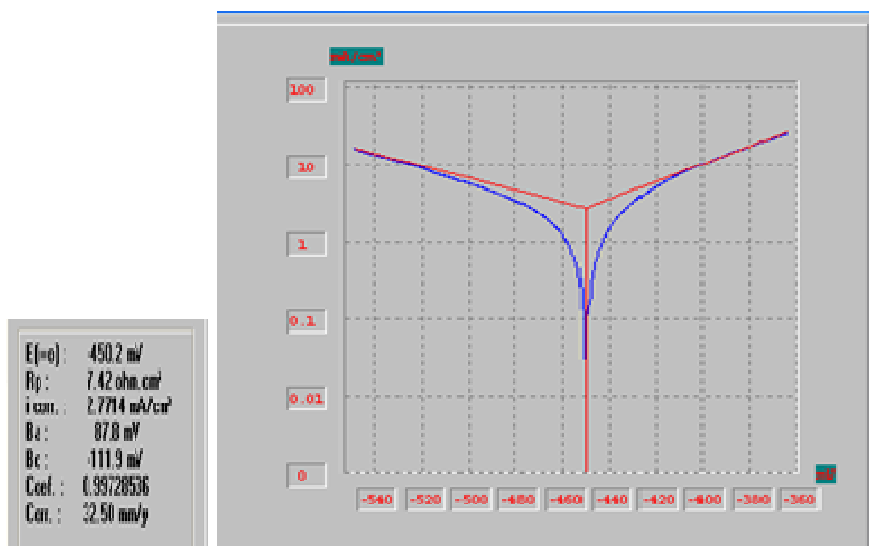 mA/cm²
100
10
1
0.1
0.01
0
-540 -520 -500 -480 -460 -440 -420 -400 -380 -360
mV
E(i=o) : -450.2 mV
Rp : 7.42 ohm.cm²
i corr. : 2.7714 mA/cm²
Ba : 87.8 mV
Bc : -111.9 mV
Coef. : 0.99728536
Corr. : 32.50 mm/y